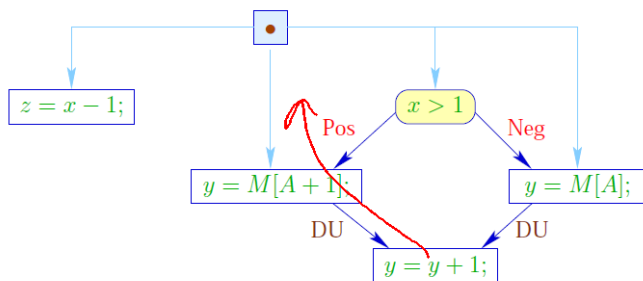 z = x − 1;
x > 1
Pos
Neg
y = M[A + 1];
y = M[A];
DU
DU
y = y + 1;